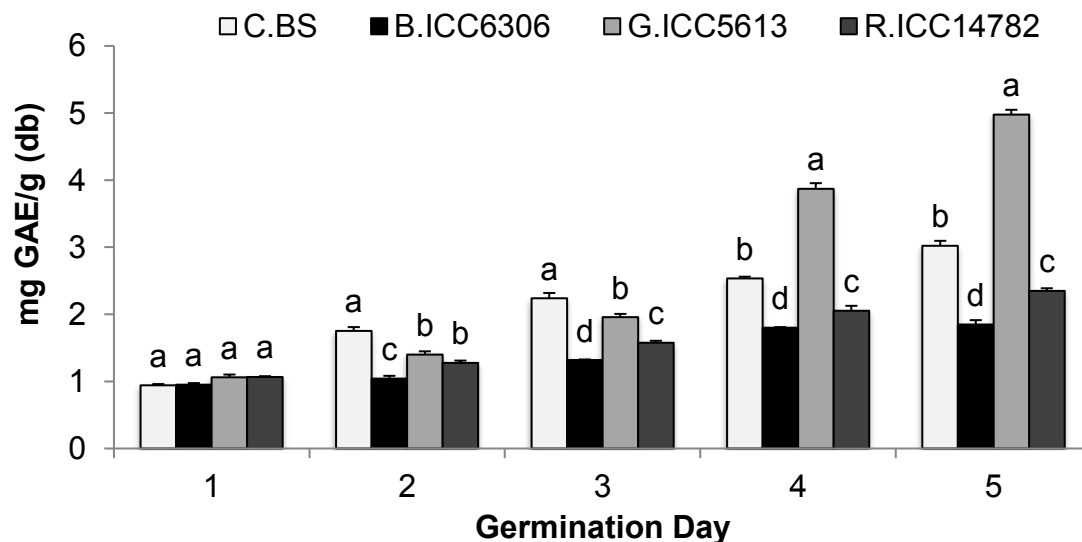 C.BS B.ICC6306 G.ICC5613 R.ICC14782
mg GAE/g (db)
6
5
4
3
2
1
0
a a a a
a c b b
a d b c
b d a c
b d a c
1 2 3 4 5
Germination Day